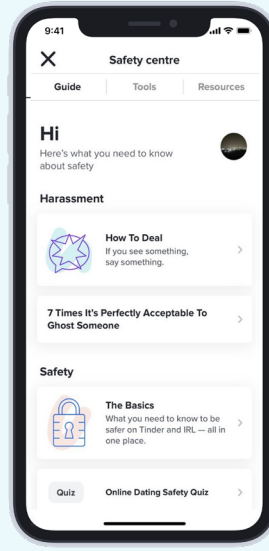 9:41
Safety centre
Guide
Tools
Resources
Hi
Here's what you need to know
about safety
Harassment
How To Deal
If you see something,
say something.
7 Times It's Perfectly Acceptable To
Ghost Someone
Safety
The Basics
What you need to know to be
safer on Tinder and IRL — all in
one place.
Quiz
Online Dating Safety Quiz